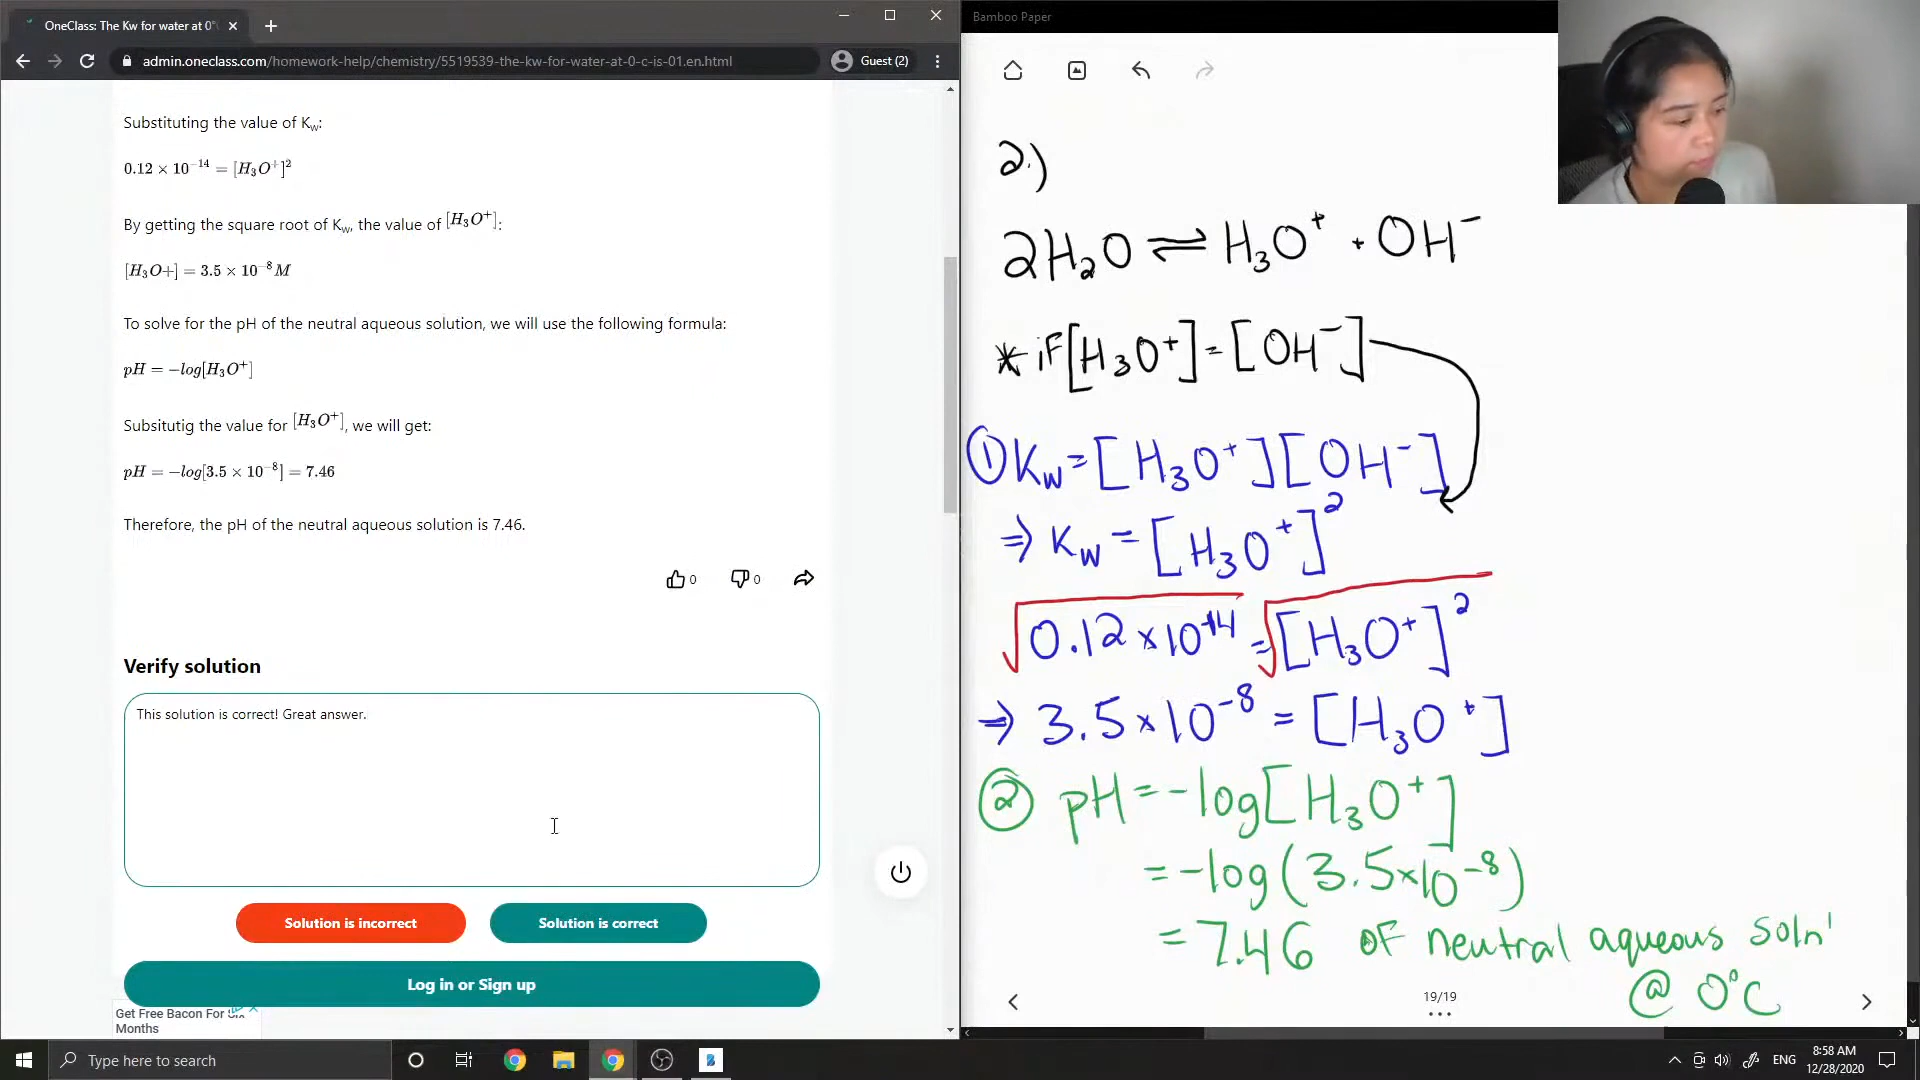 OneClass: The Kw for water at 0°
admin.oneclass.com/homework-help/chemistry/5519539-the-kw-for-water-at-0-c-is-01.en.html
Guest (2)
Substituting the value of Kw:
0.12 × 10⁻¹⁴ = [H₃O⁺]²
By getting the square root of Kw, the value of [H₃O⁺]:
[H₃O+] = 3.5 × 10⁻⁸ M
To solve for the pH of the neutral aqueous solution, we will use the following formula:
pH = −log[H₃O⁺]
Subsitutig the value for [H₃O⁺], we will get:
pH = −log[3.5 × 10⁻⁸] = 7.46
Therefore, the pH of the neutral aqueous solution is 7.46.
0
0
Verify solution
This solution is correct! Great answer.
Solution is incorrect
Solution is correct
Log in or Sign up
Get Free Bacon For Six
Months
Bamboo Paper
2.)
2H₂O ⇌ H₃O⁺ + OH⁻
* if [H₃O⁺] = [OH⁻]
① Kw = [H₃O⁺][OH⁻]
⇒ Kw = [H₃O⁺]²
√0.12 × 10⁻¹⁴ = √[H₃O⁺]²
⇒ 3.5 × 10⁻⁸ = [H₃O⁺]
② pH = -log[H₃O⁺]
= -log(3.5×10⁻⁸)
= 7.46 of neutral aqueous soln'
@ 0°C
19/19
Type here to search
ENG
8:58 AM
12/28/2020